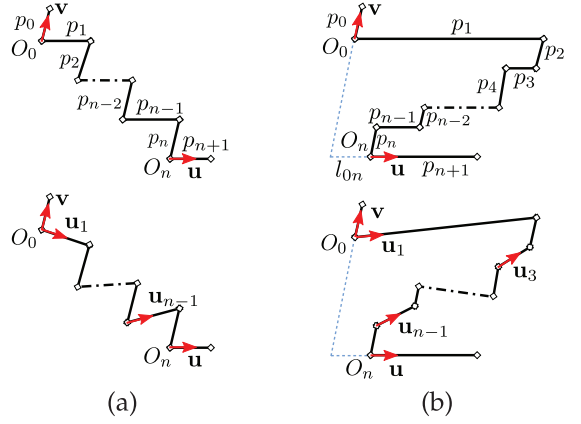 p₀ v
p₁
O₀
p₂
pₙ₋₂ pₙ₋₁
pₙ pₙ₊₁
Oₙ
u
v
u₁
O₀
uₙ₋₁
Oₙ
u
(a)
p₀ v
p₁
O₀
p₂
p₃
p₄
pₙ₋₁ pₙ₋₂
Oₙ pₙ
l₀ₙ u pₙ₊₁
v
O₀ u₁
u₃
uₙ₋₁
Oₙ u
(b)